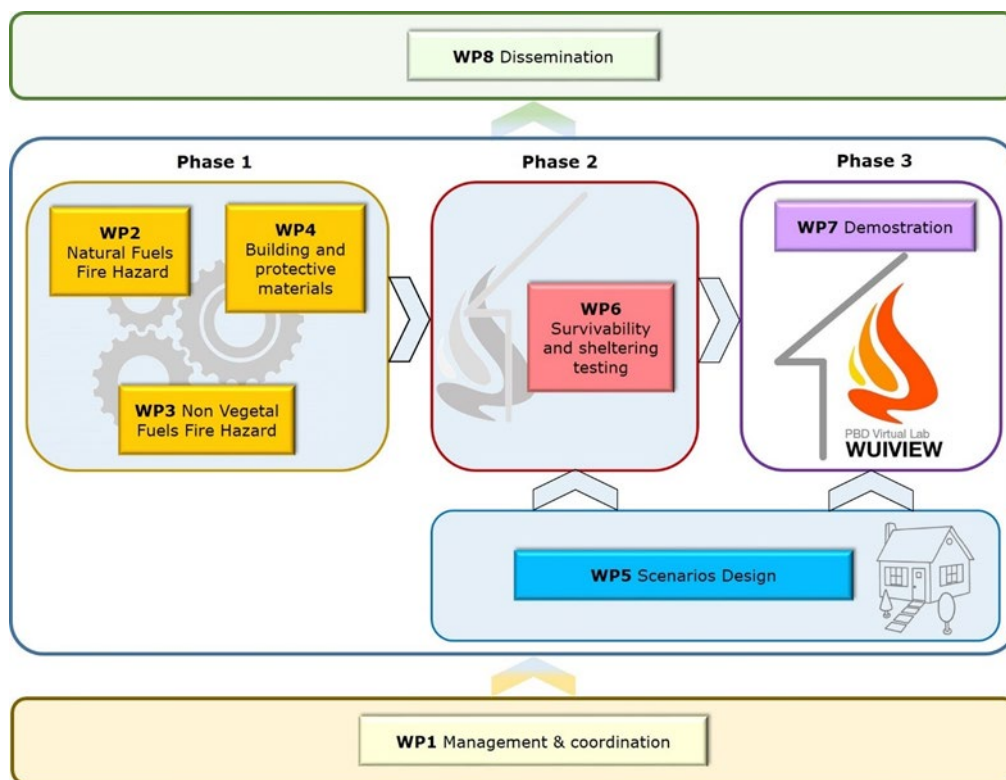 WP8 Dissemination
Phase 1
Phase 2
Phase 3
WP2
Natural Fuels
Fire Hazard
WP4
Building and
protective
materials
WP3 Non Vegetal
Fuels Fire Hazard
WP6
Survivability
and sheltering
testing
WP7 Demostration
PBD Virtual Lab
WUIVIEW
WP5 Scenarios Design
WP1 Management & coordination